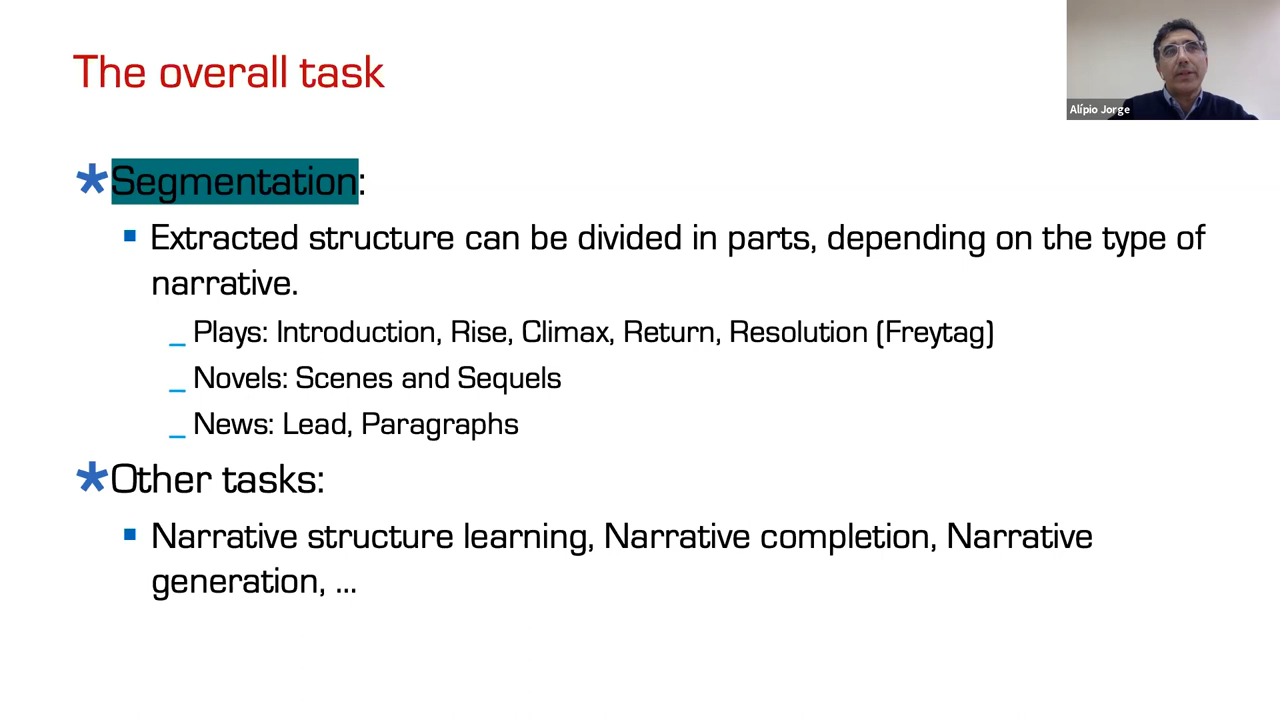 The overall task
Alípio Jorge
*Segmentation:
▪ Extracted structure can be divided in parts, depending on the type of
narrative.
_ Plays: Introduction, Rise, Climax, Return, Resolution (Freytag)
_ Novels: Scenes and Sequels
_ News: Lead, Paragraphs
*Other tasks:
▪ Narrative structure learning, Narrative completion, Narrative
generation, ...